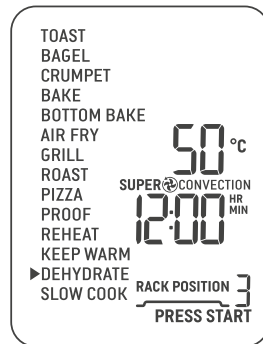 TOAST
BAGEL
CRUMPET
BAKE
BOTTOM BAKE
AIR FRY
GRILL
ROAST
PIZZA
PROOF
REHEAT
KEEP WARM
▶DEHYDRATE
SLOW COOK
50 °C
SUPER CONVECTION
12:00 HR MIN
RACK POSITION 3
PRESS START